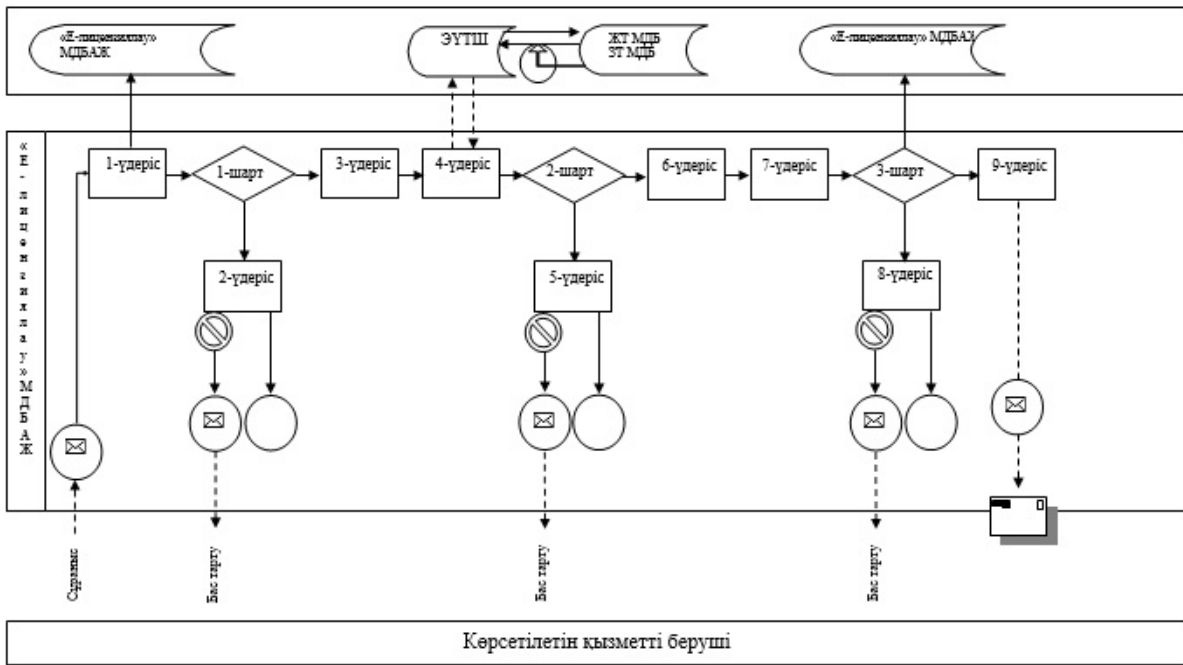 «Е-лицензиялау»
МДБАЖ
ЭҮТШ
ЖТ МДБ
ЗТ МДБ
МДБАЖ
«Е-лицензиялау» МДБАЖ
1-үдеріс
1-шарт
3-үдеріс
4-үдеріс
2-шарт
6-үдеріс
7-үдеріс
3-шарт
9-үдеріс
2-үдеріс
5-үдеріс
8-үдеріс
Сұраныс
Бас тарту
Бас тарту
Бас тарту
Көрсетілетін қызметті беруші